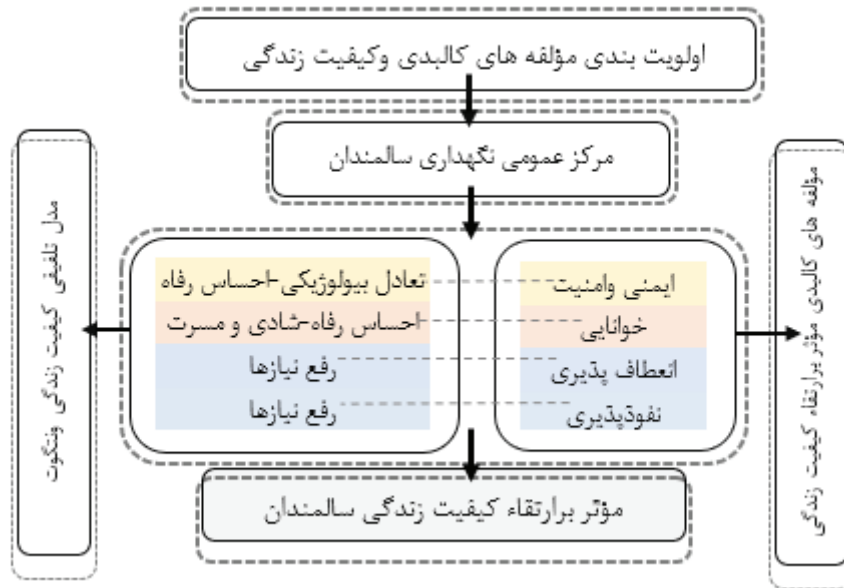 اولویت بندی مؤلفه های کالبدی وکیفیت زندگی
مرکز عمومی نگهداری سالمندان
مؤلفه های کالبدی مؤثر برارتقاء کیفیت زندگی
ایمنی وامنیت
تعادل بیولوژیکی-احساس رفاه
خوانایی
احساس رفاه-شادی و مسرت
انعطاف پذیری
رفع نیازها
نفوذپذیری
رفع نیازها
مدل تلفیقی کیفیت زندگی ونتگوت
مؤثر برارتقاء کیفیت زندگی سالمندان